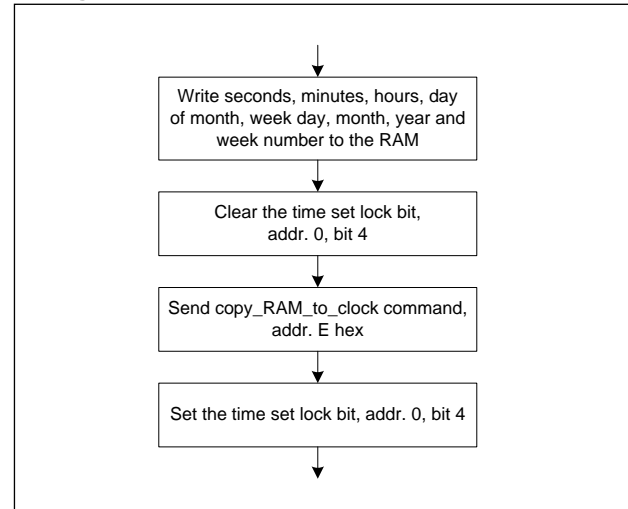 Write seconds, minutes, hours, day
of month, week day, month, year and
week number to the RAM
Clear the time set lock bit,
addr. 0, bit 4
Send copy_RAM_to_clock command,
addr. E hex
Set the time set lock bit, addr. 0, bit 4